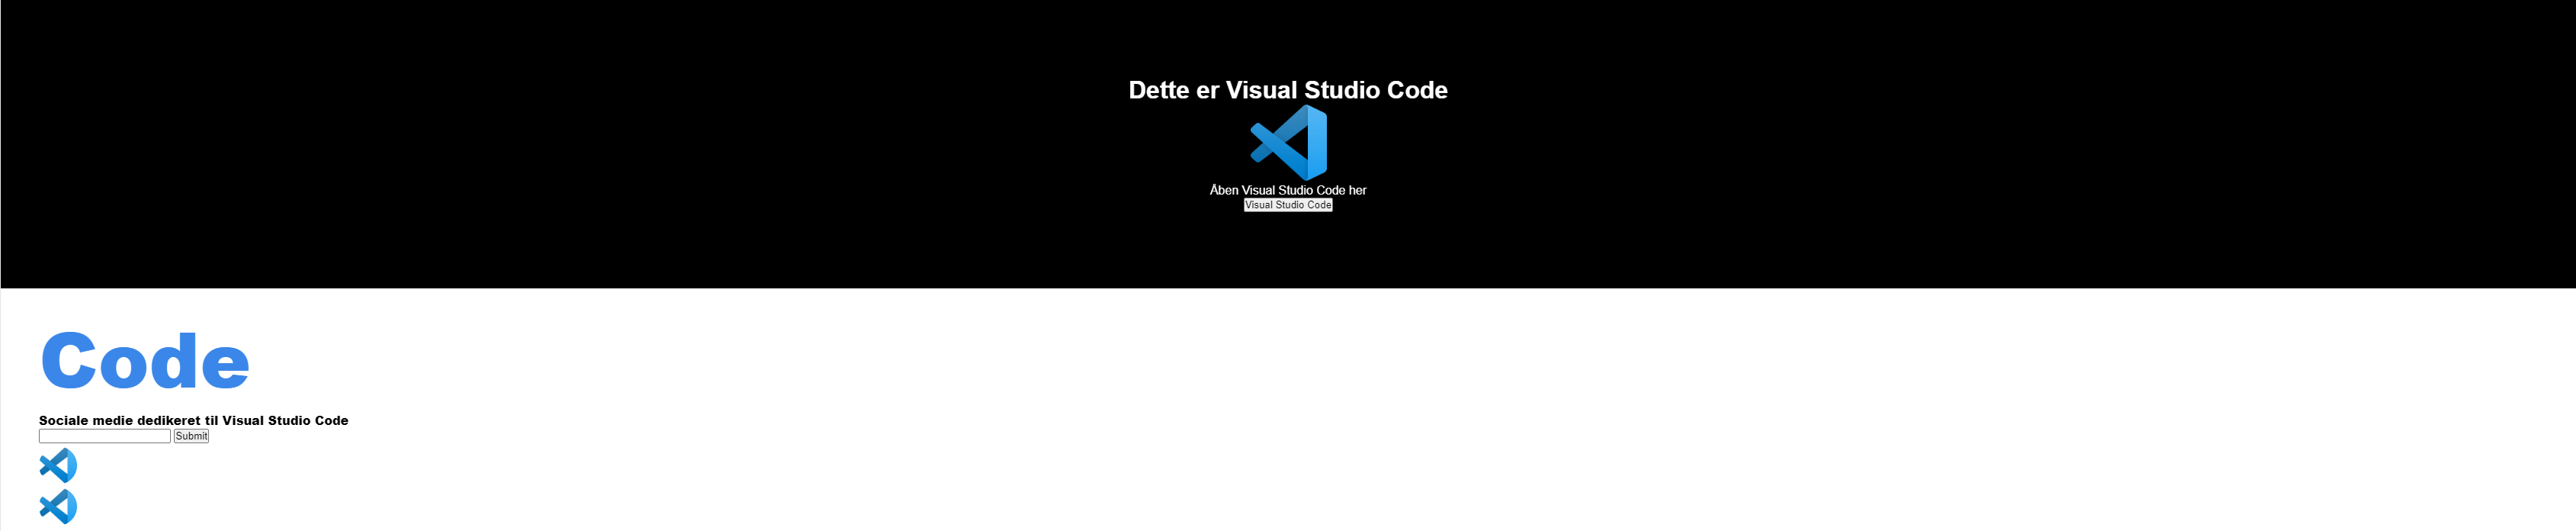 Dette er Visual Studio Code
Åben Visual Studio Code her
Visual Studio Code
Code
Sociale medie dedikeret til Visual Studio Code
Submit